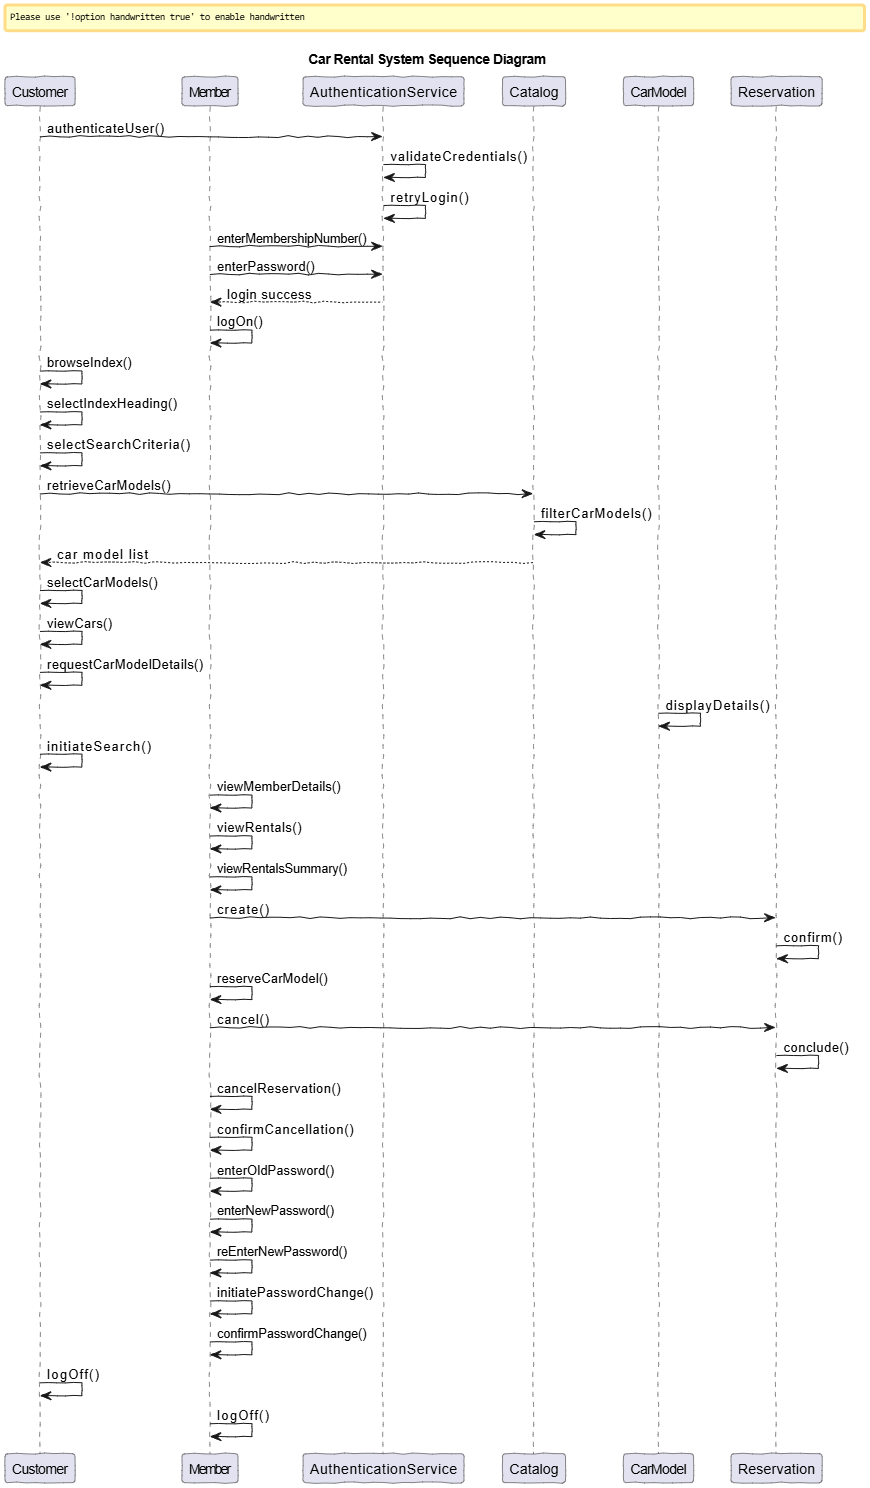 Please use '!option handwritten true' to enable handwritten
Car Rental System Sequence Diagram
Customer Member AuthenticationService Catalog CarModel Reservation
authenticateUser()
validateCredentials()
retryLogin()
enterMembershipNumber()
enterPassword()
login success
logOn()
browseIndex()
selectIndexHeading()
selectSearchCriteria()
retrieveCarModels()
filterCarModels()
car model list
selectCarModels()
viewCars()
requestCarModelDetails()
displayDetails()
initiateSearch()
viewMemberDetails()
viewRentals()
viewRentalsSummary()
create()
confirm()
reserveCarModel()
cancel()
conclude()
cancelReservation()
confirmCancellation()
enterOldPassword()
enterNewPassword()
reEnterNewPassword()
initiatePasswordChange()
confirmPasswordChange()
logOff()
logOff()
Customer Member AuthenticationService Catalog CarModel Reservation